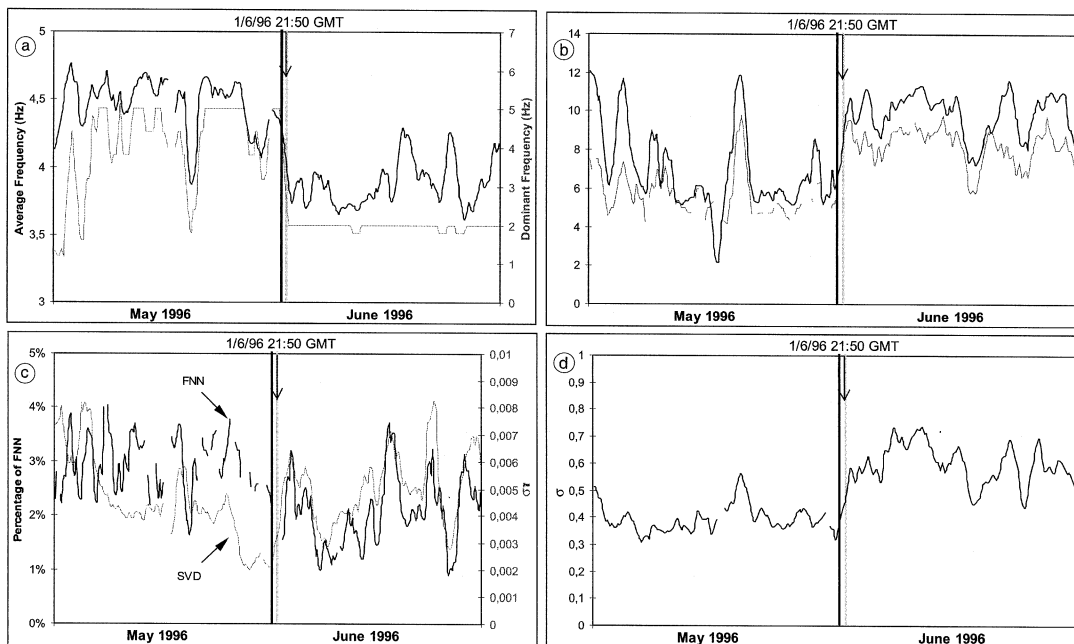 1/6/96 21:50 GMT
a
5
4,5
4
3,5
3
Average Frequency (Hz)
7
6
5
4
3
2
1
0
Dominant Frequency (Hz)
May 1996
June 1996
1/6/96 21:50 GMT
b
14
12
10
8
6
4
2
0
May 1996
June 1996
1/6/96 21:50 GMT
c
5%
4%
3%
2%
1%
0%
Percentage of FNN
FNN
SVD
0,01
0,009
0,008
0,007
0,006
0,005
0,004
0,003
0,002
0,001
0
May 1996
June 1996
1/6/96 21:50 GMT
d
1
0,9
0,8
0,7
0,6
0,5
0,4
0,3
0,2
0,1
0
σ
May 1996
June 1996